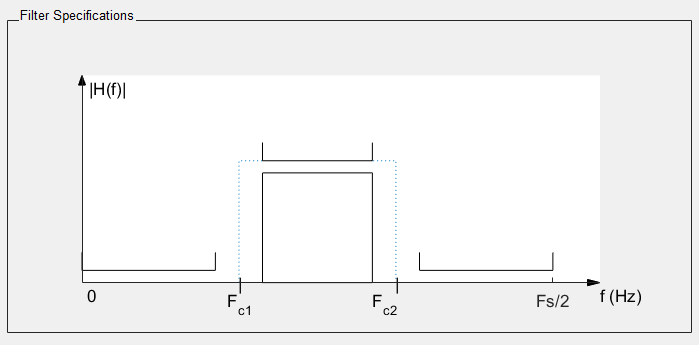 Filter Specifications
|H(f)|
0
Fc1
Fc2
Fs/2
f (Hz)